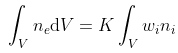 ∫_V n_e dV = K ∫_V w_i n_i